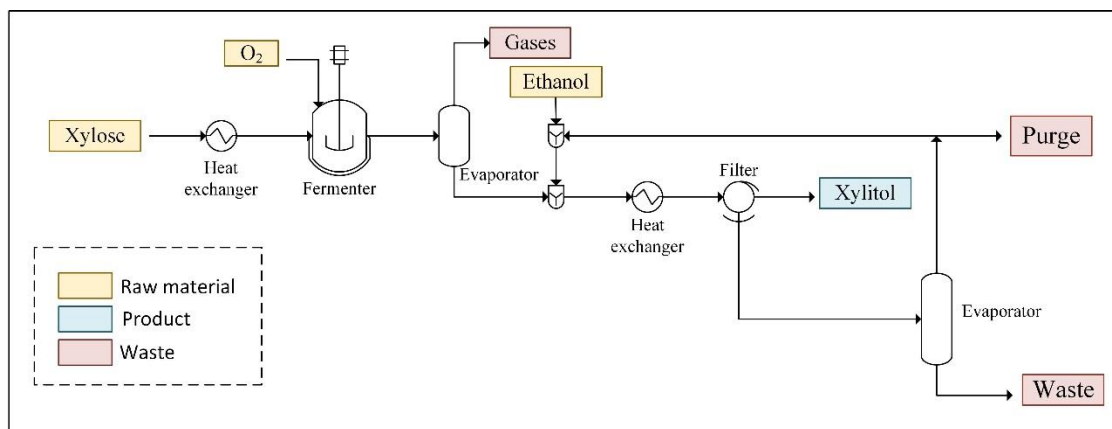 Gases
O₂
Ethanol
Xylose
Purge
Heat
exchanger
Fermenter
Evaporator
Filter
Xylitol
Heat
exchanger
Raw material
Product
Waste
Evaporator
Waste